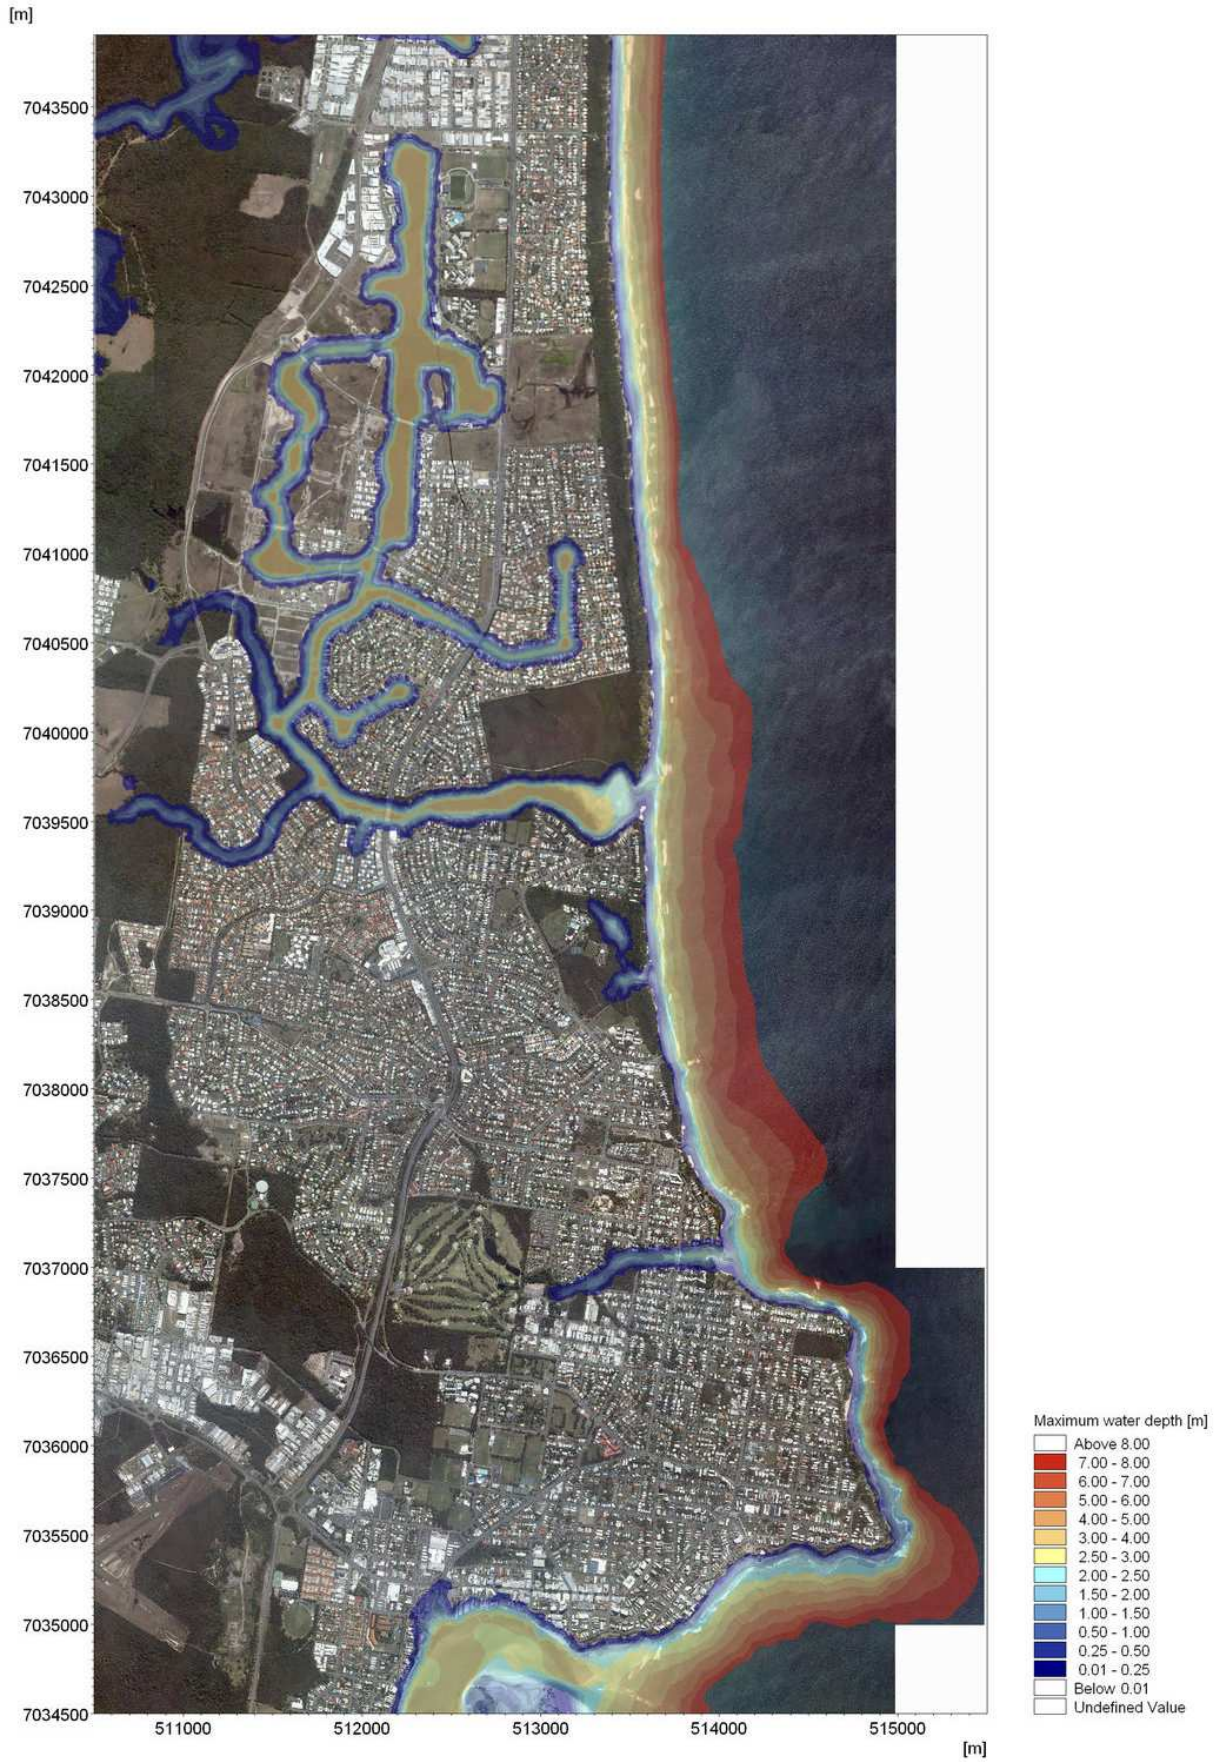 [m]
7043500
7043000
7042500
7042000
7041500
7041000
7040500
7040000
7039500
7039000
7038500
7038000
7037500
7037000
7036500
7036000
7035500
7035000
7034500
511000 512000 513000 514000 515000
[m]
Maximum water depth [m]
Above 8.00
7.00 - 8.00
6.00 - 7.00
5.00 - 6.00
4.00 - 5.00
3.00 - 4.00
2.50 - 3.00
2.00 - 2.50
1.50 - 2.00
1.00 - 1.50
0.50 - 1.00
0.25 - 0.50
0.01 - 0.25
Below 0.01
Undefined Value